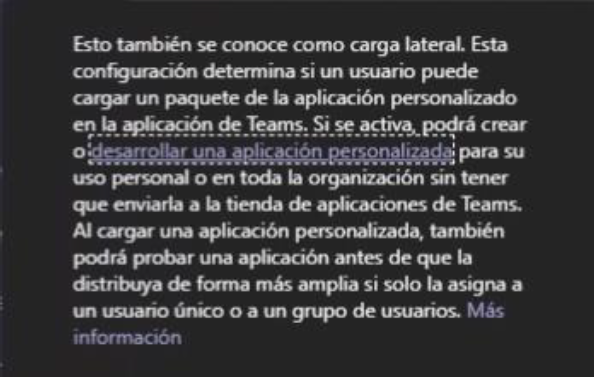 Esto también se conoce como carga lateral. Esta
configuración determina si un usuario puede
cargar un paquete de la aplicación personalizado
en la aplicación de Teams. Si se activa, podrá crear
o desarrollar una aplicación personalizada para su
uso personal o en toda la organización sin tener
que enviarla a la tienda de aplicaciones de Teams.
Al cargar una aplicación personalizada, también
podrá probar una aplicación antes de que la
distribuya de forma más amplia si solo la asigna a
un usuario único o a un grupo de usuarios. Más
información